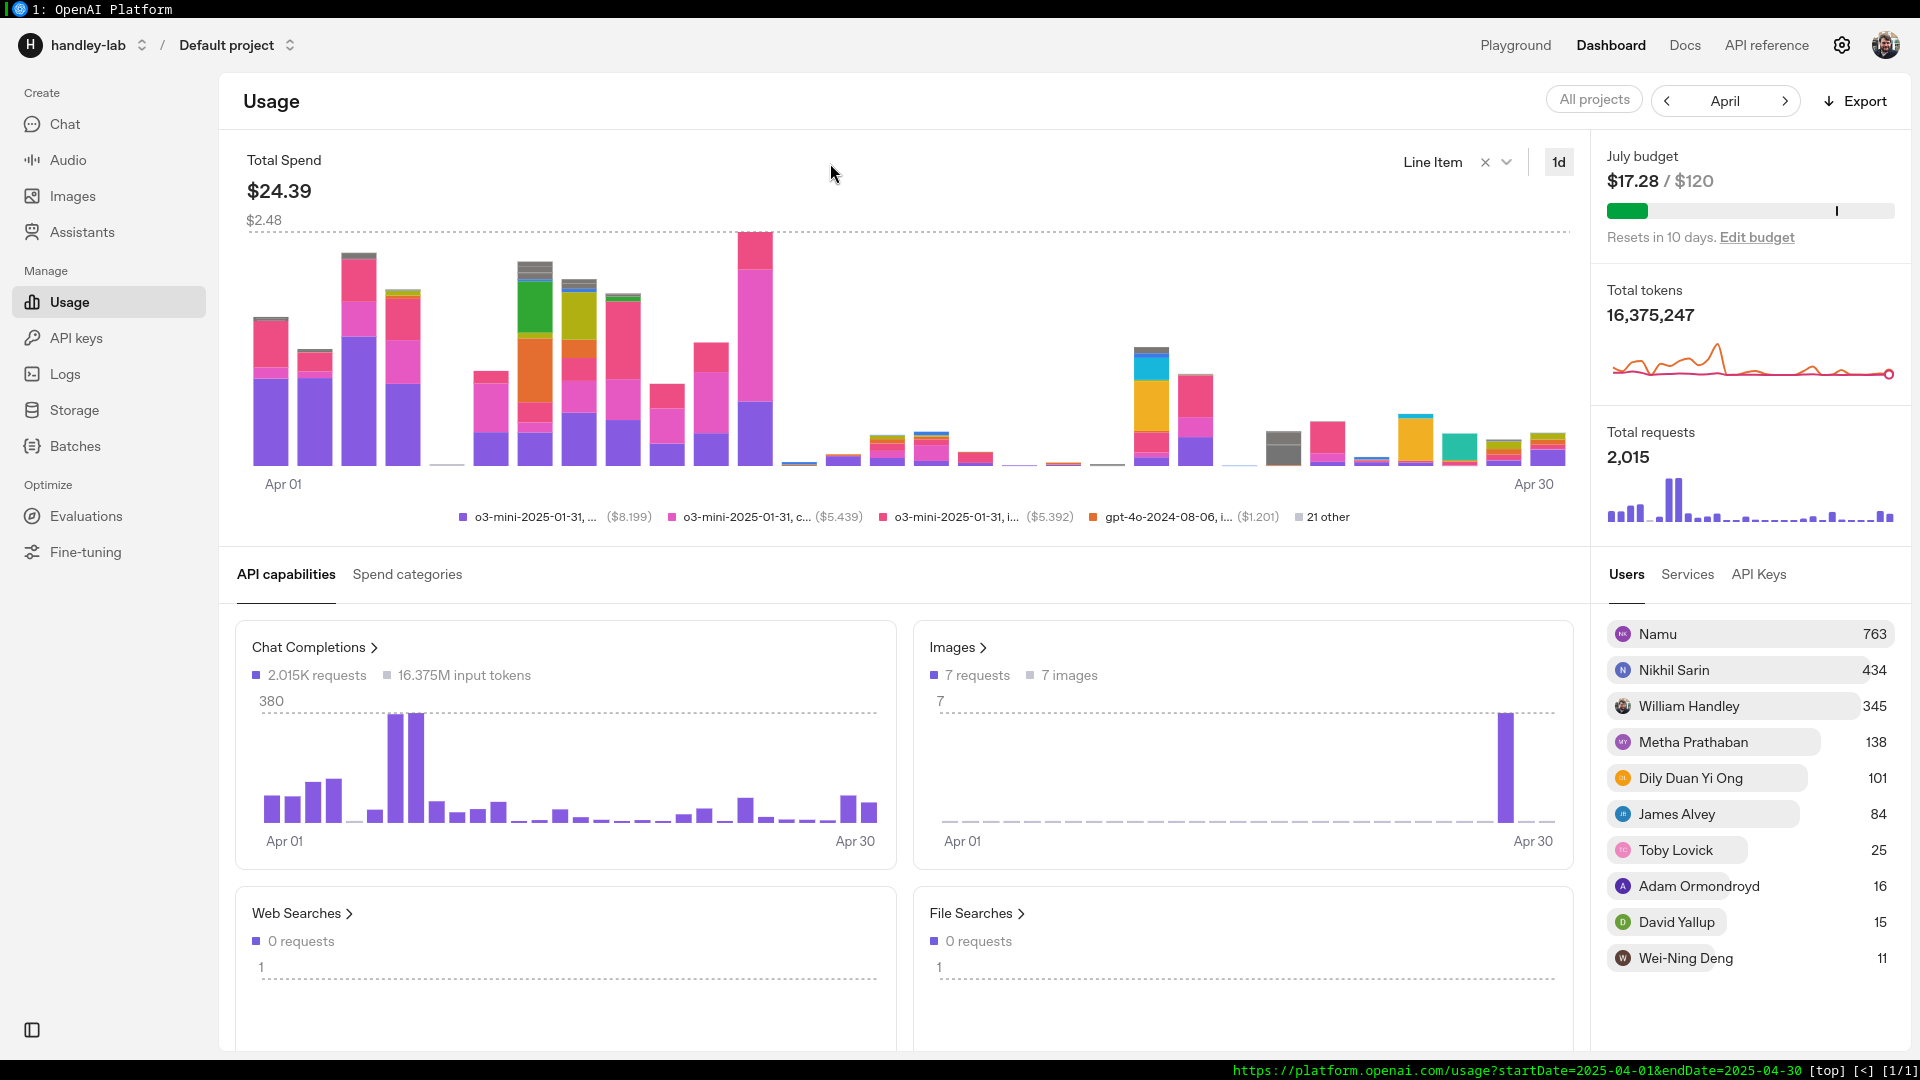 1: OpenAI Platform
H handley-lab / Default project
Playground Dashboard Docs API reference
Create
Chat
Audio
Images
Assistants
Manage
Usage
API keys
Logs
Storage
Batches
Optimize
Evaluations
Fine-tuning
Usage
All projects
April
Export
Total Spend
$24.39
$2.48
Line Item
1d
Apr 01 Apr 30
o3-mini-2025-01-31, ... ($8.199) o3-mini-2025-01-31, c... ($5.439) o3-mini-2025-01-31, i... ($5.392) gpt-4o-2024-08-06, i... ($1.201) 21 other
July budget
$17.28 / $120
Resets in 10 days. Edit budget
Total tokens
16,375,247
Total requests
2,015
API capabilities Spend categories
Chat Completions
2.015K requests 16.375M input tokens
380
Apr 01 Apr 30
Images
7 requests 7 images
7
Apr 01 Apr 30
Web Searches
0 requests
1
File Searches
0 requests
1
Users Services API Keys
Namu 763
N Nikhil Sarin 434
William Handley 345
Metha Prathaban 138
Dily Duan Yi Ong 101
James Alvey 84
Toby Lovick 25
A Adam Ormondroyd 16
D David Yallup 15
W Wei-Ning Deng 11
https://platform.openai.com/usage?startDate=2025-04-01&endDate=2025-04-30 [top] [<] [1/1]